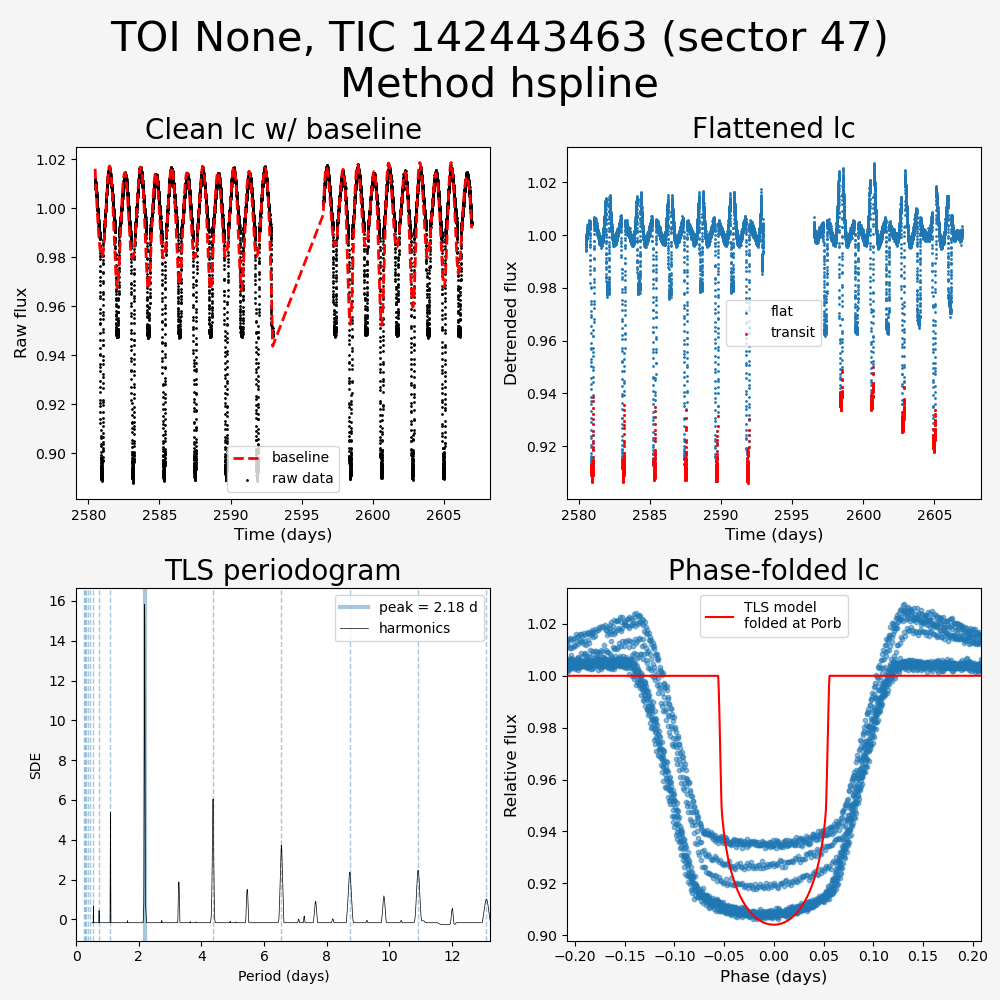 TOI None, TIC 142443463 (sector 47)
Method hspline
Clean lc w/ baseline
1.02
1.00
0.98
0.96
0.94
0.92
0.90
Raw flux
baseline
raw data
2580 2585 2590 2595 2600 2605
Time (days)
Flattened lc
1.02
1.00
0.98
0.96
0.94
0.92
Detrended flux
flat
transit
2580 2585 2590 2595 2600 2605
Time (days)
TLS periodogram
16
14
12
10
8
6
4
2
0
SDE
peak = 2.18 d
harmonics
0 2 4 6 8 10 12
Period (days)
Phase-folded lc
1.02
1.00
0.98
0.96
0.94
0.92
0.90
Relative flux
TLS model
folded at Porb
−0.20 −0.15 −0.10 −0.05 0.00 0.05 0.10 0.15 0.20
Phase (days)